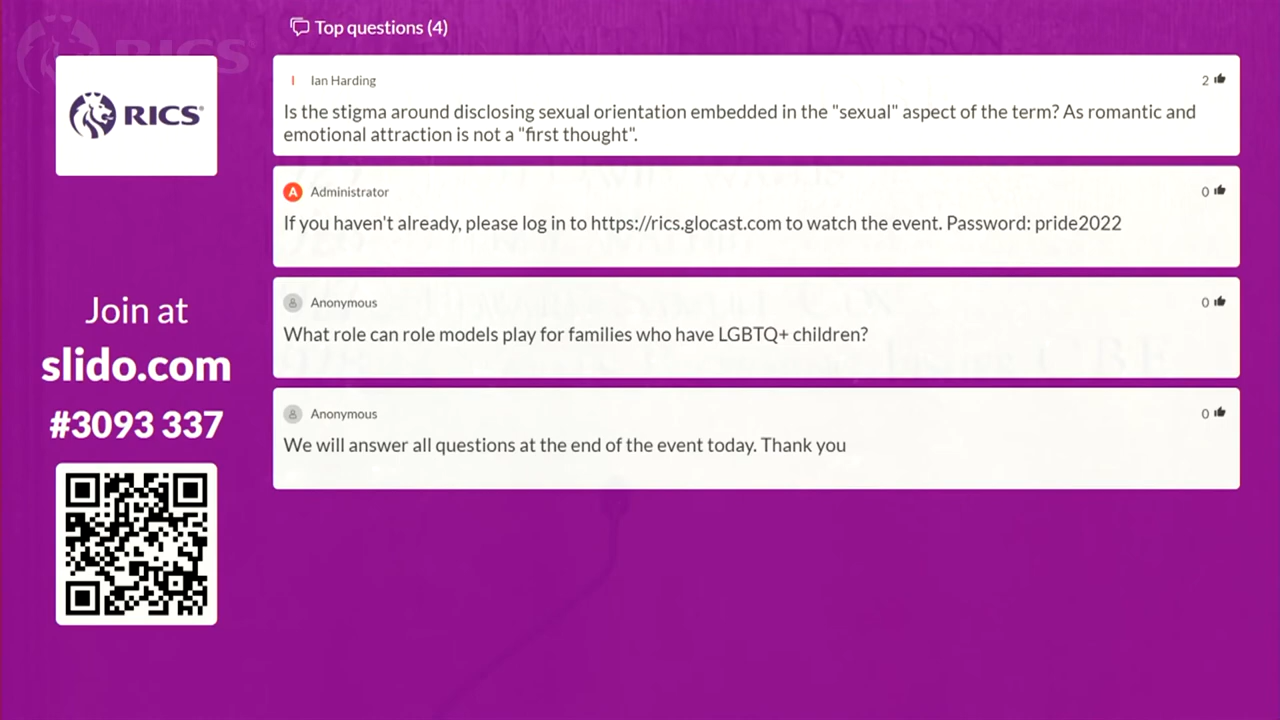 Top questions (4)
RICS
RICS
DAVIDSON
I Ian Harding 2
Is the stigma around disclosing sexual orientation embedded in the "sexual" aspect of the term? As romantic and
emotional attraction is not a "first thought".
A Administrator 0
If you haven't already, please log in to https://rics.glocast.com to watch the event. Password: pride2022
Anonymous 0
What role can role models play for families who have LGBTQ+ children?
Anonymous 0
We will answer all questions at the end of the event today. Thank you
Join at
slido.com
#3093 337